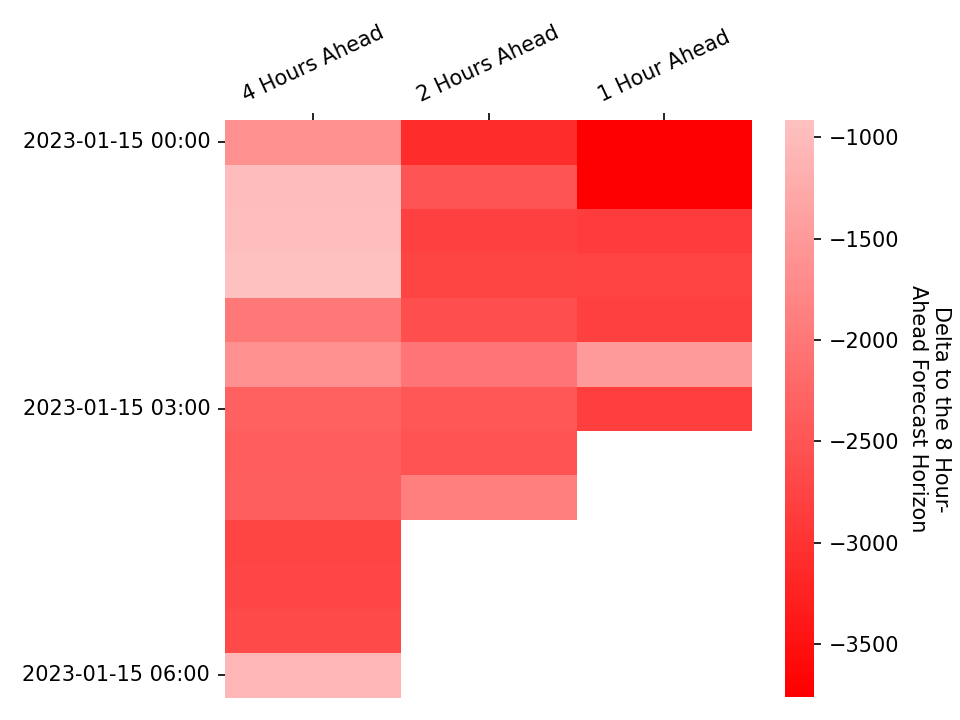 4 Hours Ahead
2 Hours Ahead
1 Hour Ahead
2023-01-15 00:00
2023-01-15 03:00
2023-01-15 06:00
−1000
−1500
−2000
−2500
−3000
−3500
Delta to the 8 Hour-
Ahead Forecast Horizon